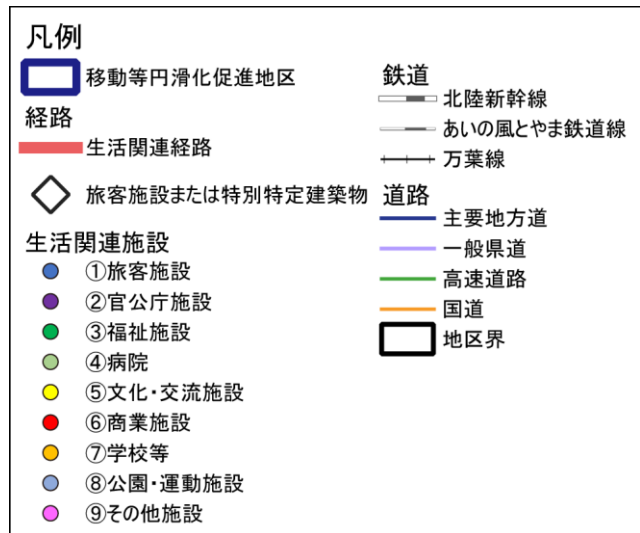 凡例
移動等円滑化促進地区
経路
生活関連経路
旅客施設または特別特定建築物
生活関連施設
①旅客施設
②官公庁施設
③福祉施設
④病院
⑤文化・交流施設
⑥商業施設
⑦学校等
⑧公園・運動施設
⑨その他施設
鉄道
北陸新幹線
あいの風とやま鉄道線
万葉線
道路
主要地方道
一般県道
高速道路
国道
地区界